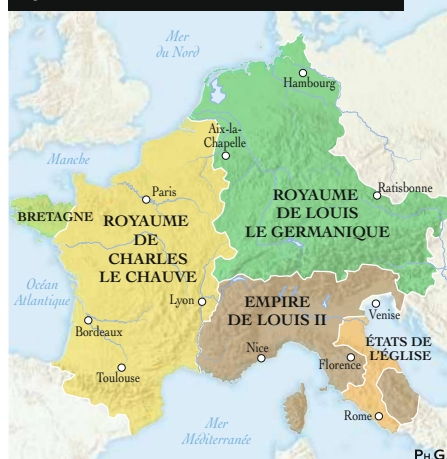 Mer
du Nord
Hambourg
Aix-la-
Chapelle
Manche
Paris
Ratisbonne
BRETAGNE
ROYAUME
DE
CHARLES
LE CHAUVE
ROYAUME
DE LOUIS
LE GERMANIQUE
Océan
Atlantique
Lyon
EMPIRE
DE LOUIS II
Venise
Bordeaux
Nice
Florence
ÉTATS DE
L'ÉGLISE
Toulouse
Rome
Mer
Méditerranée
PH G